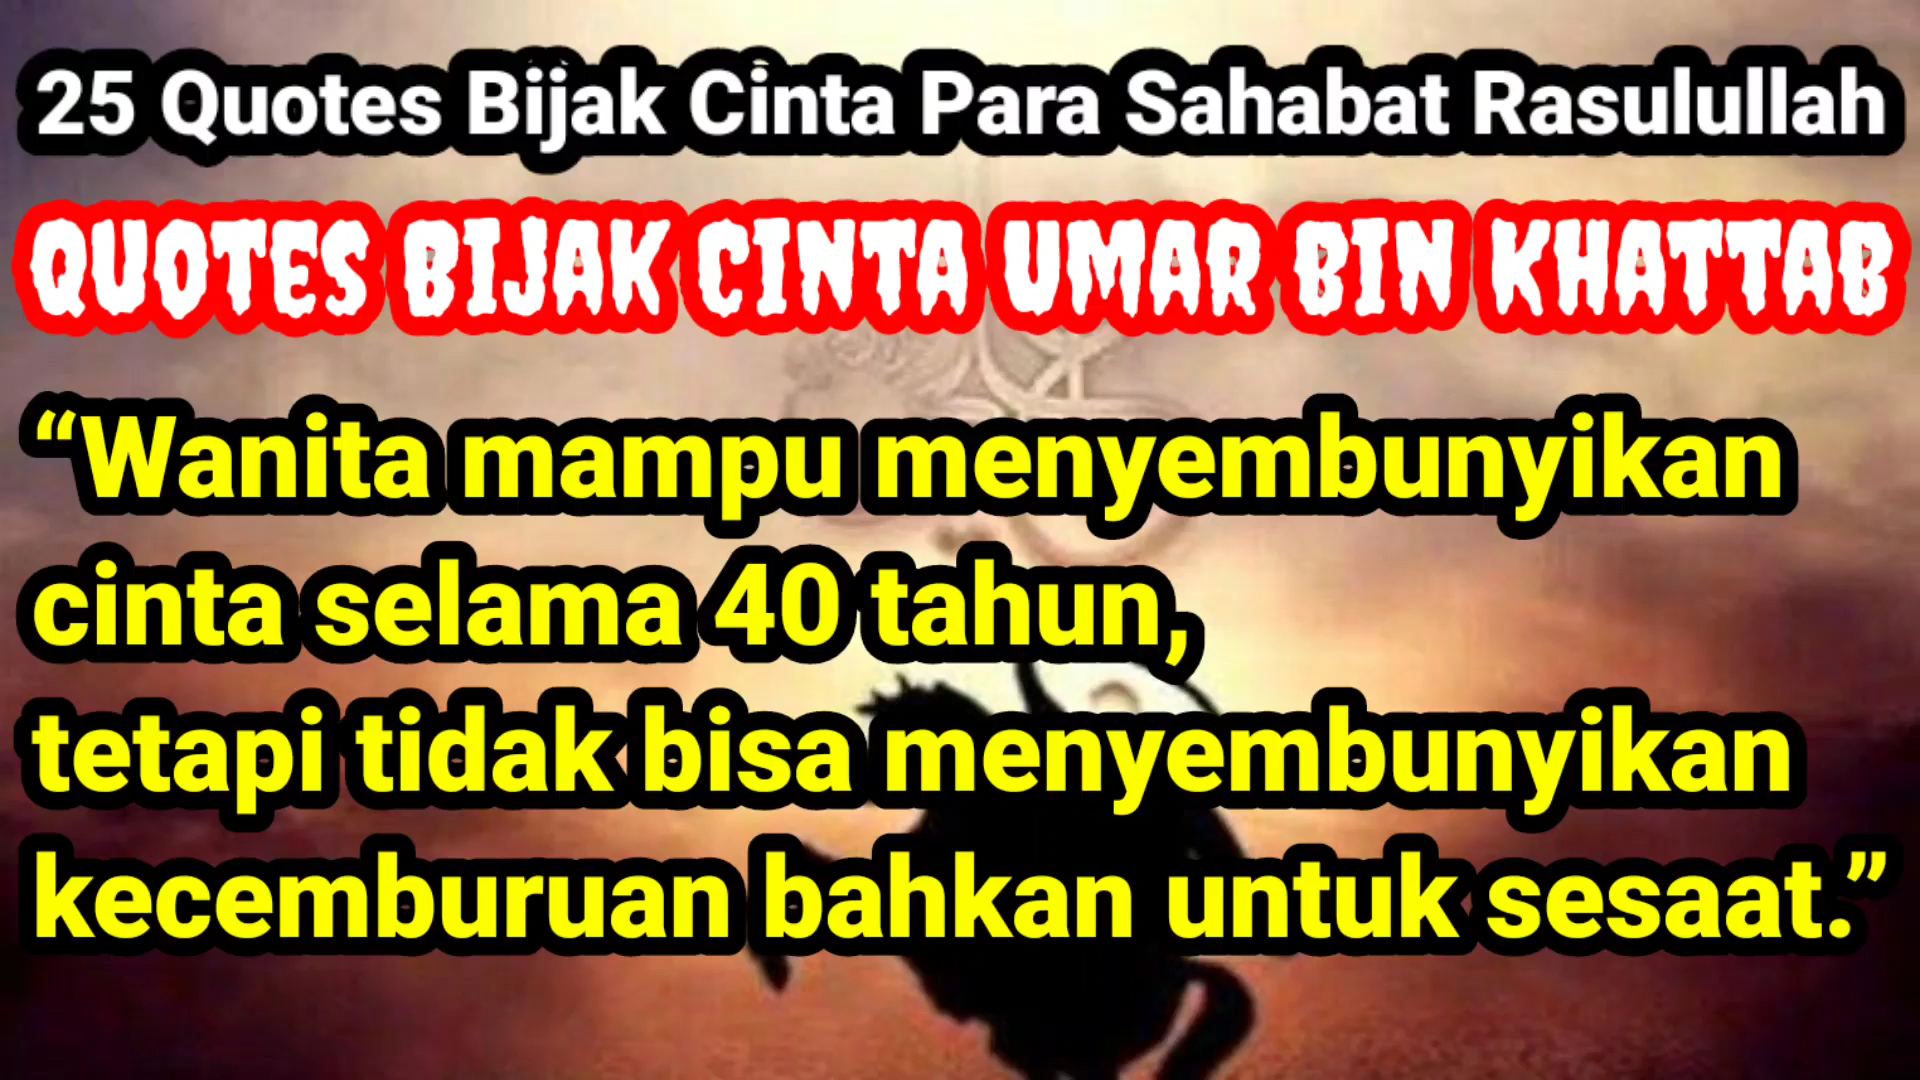 25 Quotes Bijak Cinta Para Sahabat Rasulullah
QUOTES BIJAK CINTA UMAR BIN KHATTAB
“Wanita mampu menyembunyikan
cinta selama 40 tahun,
tetapi tidak bisa menyembunyikan
kecemburuan bahkan untuk sesaat.”